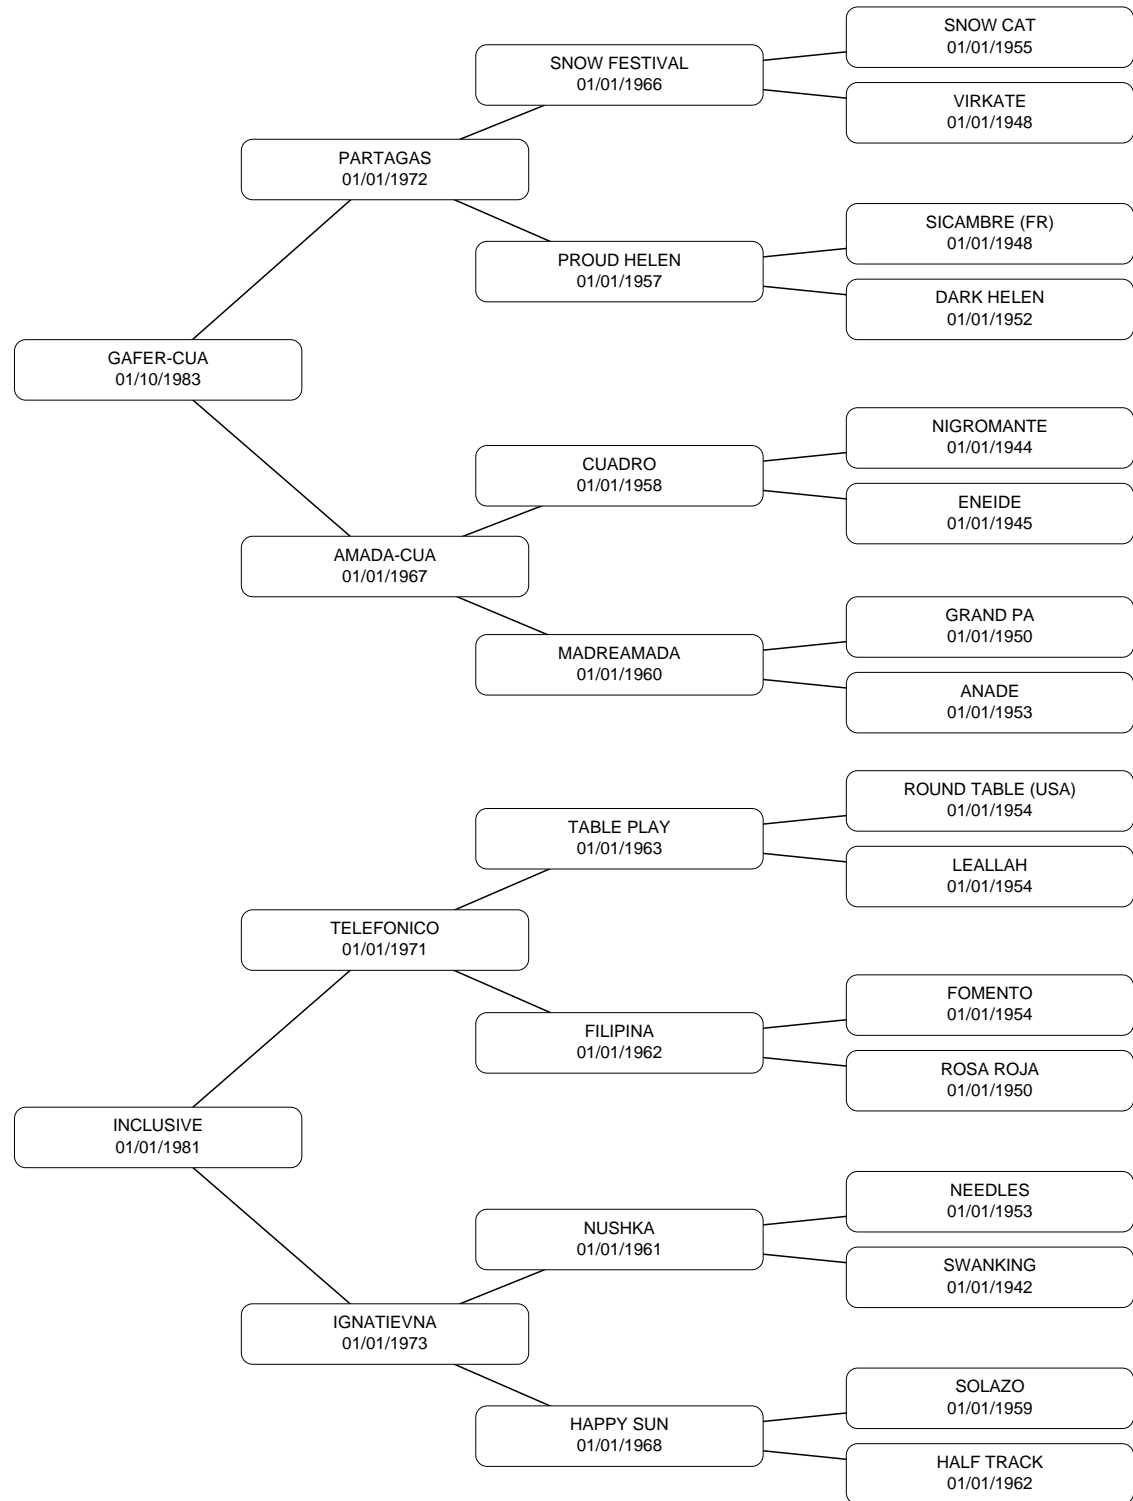 SNOW CAT
01/01/1955
SNOW FESTIVAL
01/01/1966
VIRKATE
01/01/1948
PARTAGAS
01/01/1972
SICAMBRE (FR)
01/01/1948
PROUD HELEN
01/01/1957
DARK HELEN
01/01/1952
GAFER-CUA
01/10/1983
NIGROMANTE
01/01/1944
CUADRO
01/01/1958
ENEIDE
01/01/1945
AMADA-CUA
01/01/1967
GRAND PA
01/01/1950
MADREAMADA
01/01/1960
ANADE
01/01/1953
ROUND TABLE (USA)
01/01/1954
TABLE PLAY
01/01/1963
LEALLAH
01/01/1954
TELEFONICO
01/01/1971
FOMENTO
01/01/1954
FILIPINA
01/01/1962
ROSA ROJA
01/01/1950
INCLUSIVE
01/01/1981
NEEDLES
01/01/1953
NUSHKA
01/01/1961
SWANKING
01/01/1942
IGNATIEVNA
01/01/1973
SOLAZO
01/01/1959
HAPPY SUN
01/01/1968
HALF TRACK
01/01/1962